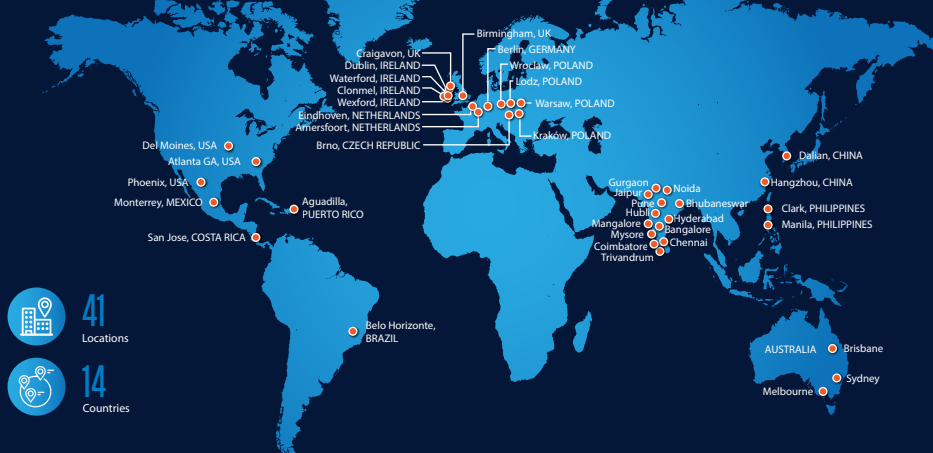 Birmingham, UK
Berlin, GERMANY
Craigavon, UK
Dublin, IRELAND
Wroclaw, POLAND
Waterford, IRELAND
Lodz, POLAND
Clonmel, IRELAND
Wexford, IRELAND
Warsaw, POLAND
Eindhoven, NETHERLANDS
Amersfoort, NETHERLANDS
Kraków, POLAND
Brno, CZECH REPUBLIC
Del Moines, USA
Atlanta GA, USA
Phoenix, USA
Monterrey, MEXICO
Aguadilla,
PUERTO RICO
San Jose, COSTA RICA
Belo Horizonte,
BRAZIL
Dalian, CHINA
Hangzhou, CHINA
Clark, PHILIPPINES
Manila, PHILIPPINES
Gurgaon
Noida
Jaipur
Pune
Bhubaneswar
Hubli
Hyderabad
Mangalore
Bangalore
Mysore
Chennai
Coimbatore
Trivandrum
AUSTRALIA
Brisbane
Sydney
Melbourne
41
Locations
14
Countries